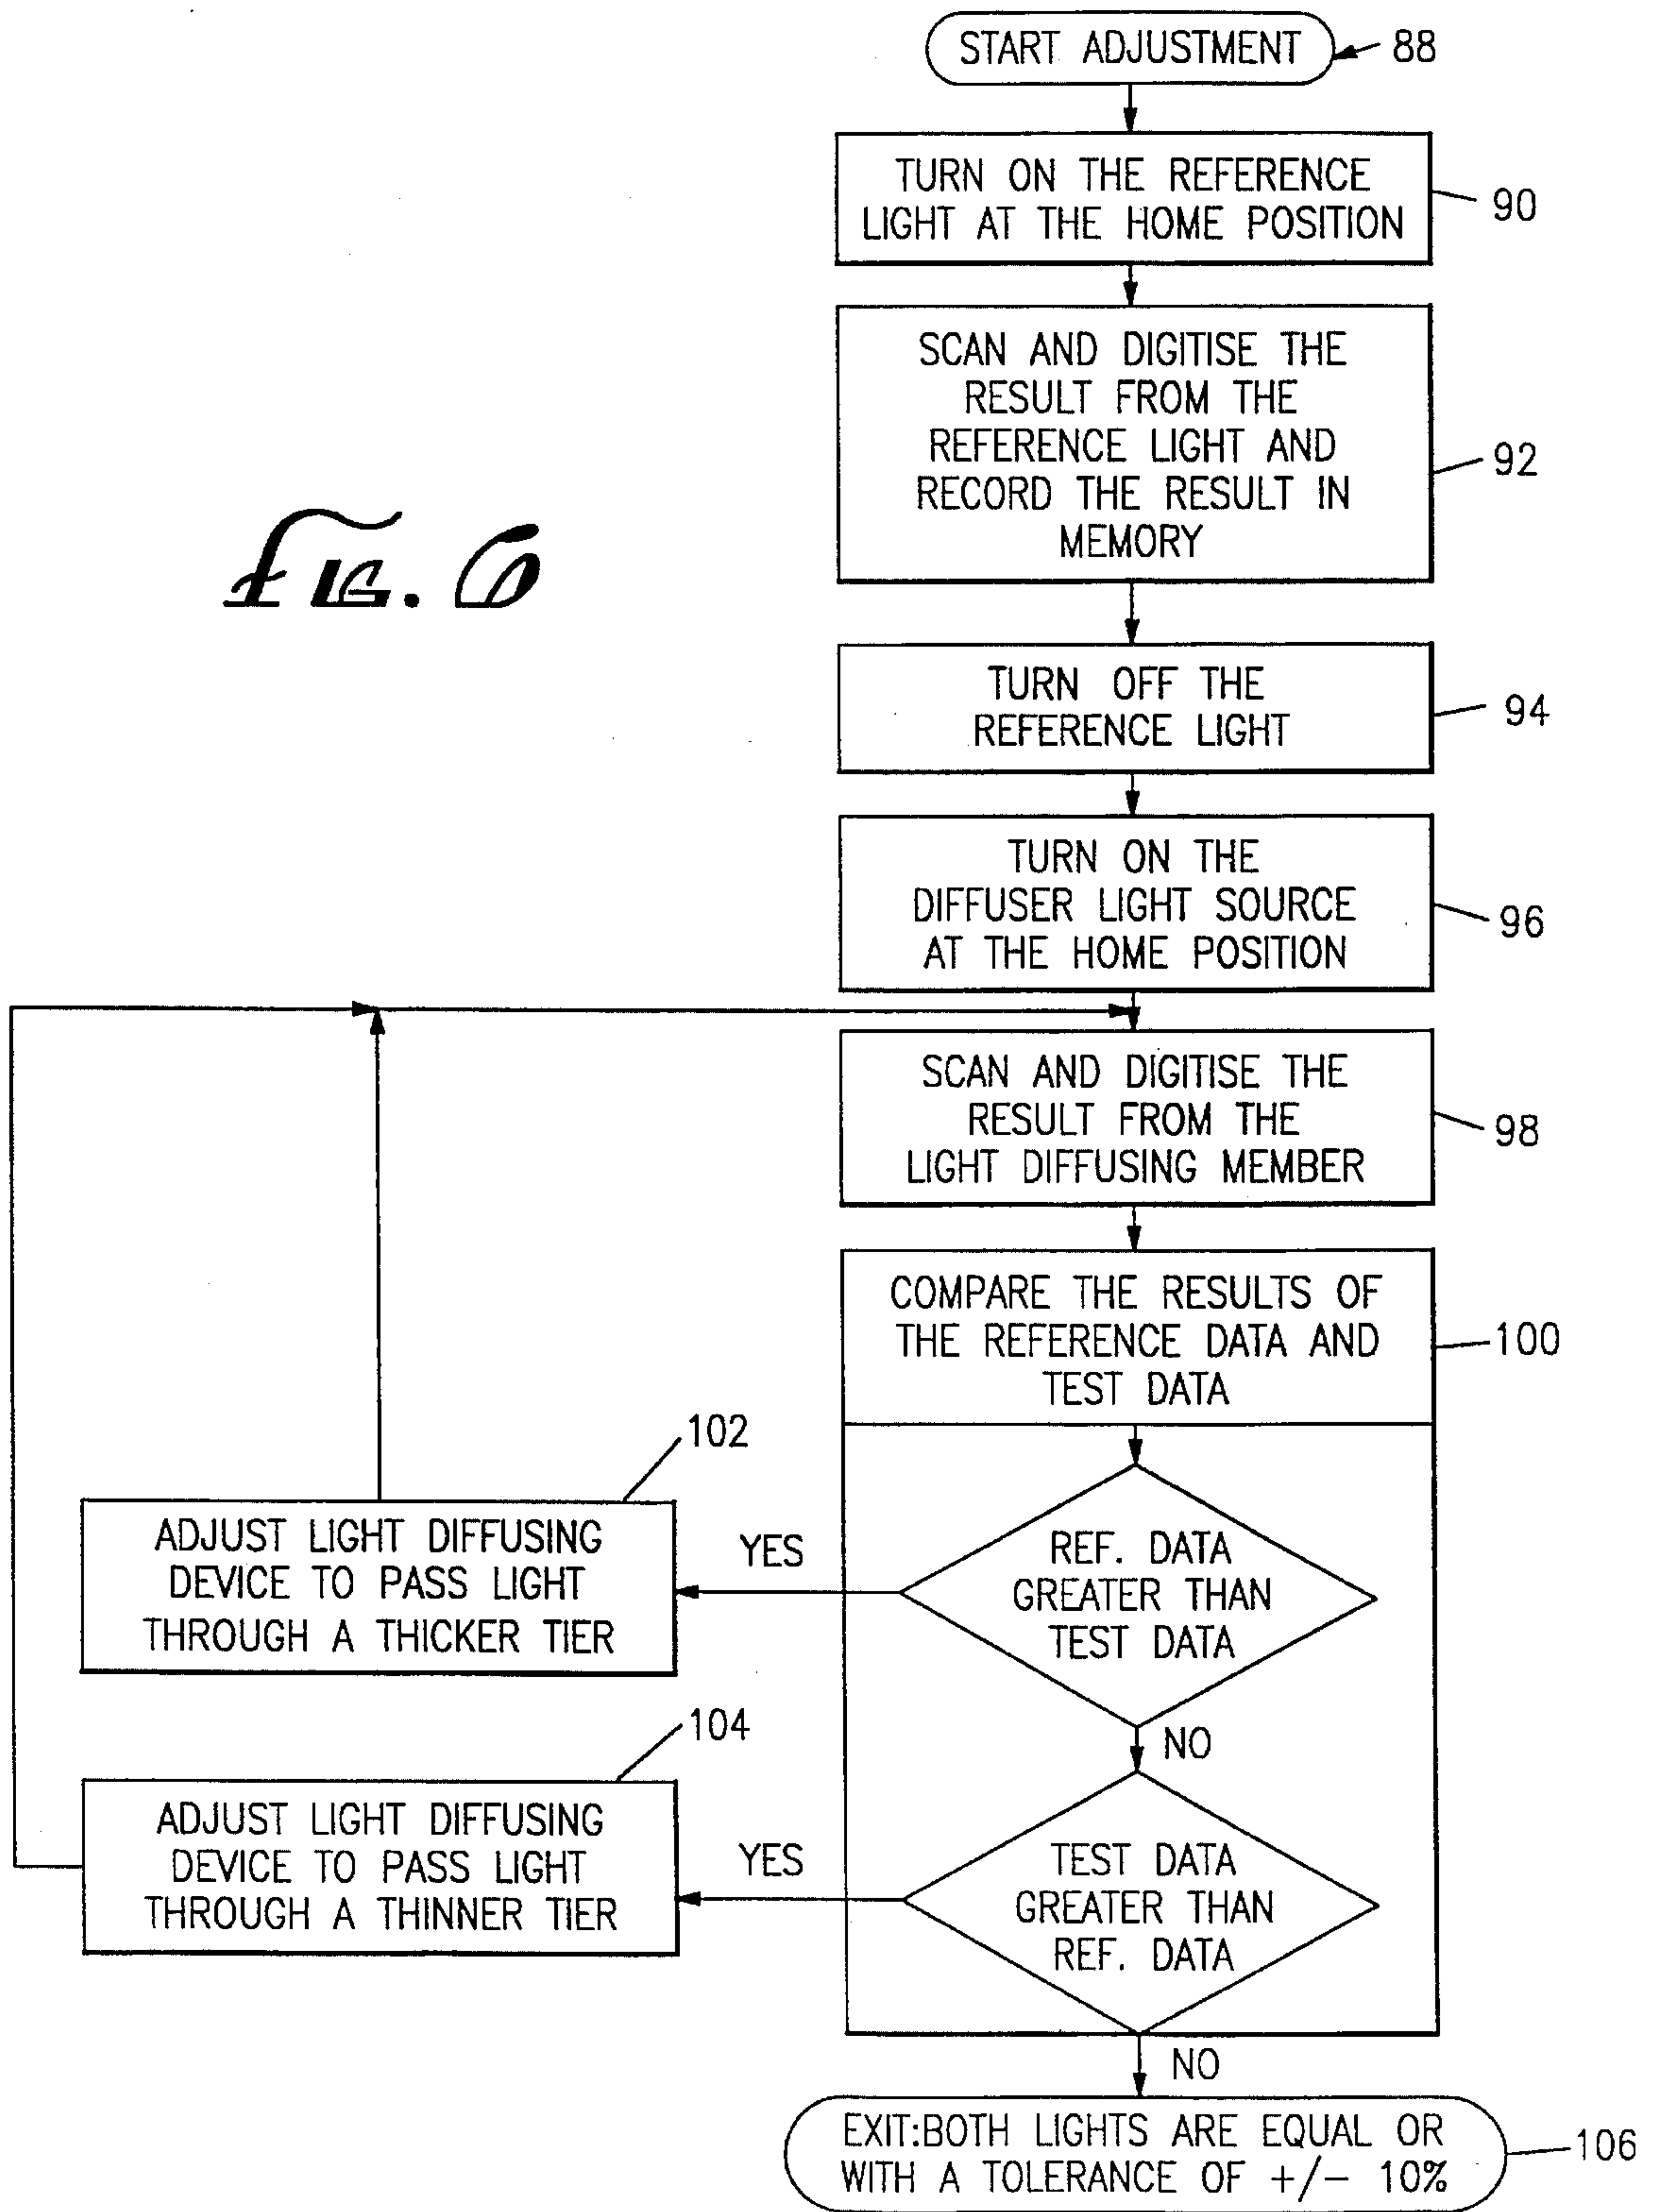 START ADJUSTMENT
88
TURN ON THE REFERENCE
LIGHT AT THE HOME POSITION
90
SCAN AND DIGITISE THE
RESULT FROM THE
REFERENCE LIGHT AND
RECORD THE RESULT IN
MEMORY
92
FIG. 6
TURN OFF THE
REFERENCE LIGHT
94
TURN ON THE
DIFFUSER LIGHT SOURCE
AT THE HOME POSITION
96
SCAN AND DIGITISE THE
RESULT FROM THE
LIGHT DIFFUSING MEMBER
98
COMPARE THE RESULTS OF
THE REFERENCE DATA AND
TEST DATA
100
REF. DATA
GREATER THAN
TEST DATA
YES
102
ADJUST LIGHT DIFFUSING
DEVICE TO PASS LIGHT
THROUGH A THICKER TIER
NO
TEST DATA
GREATER THAN
REF. DATA
YES
104
ADJUST LIGHT DIFFUSING
DEVICE TO PASS LIGHT
THROUGH A THINNER TIER
NO
EXIT:BOTH LIGHTS ARE EQUAL OR
WITH A TOLERANCE OF +/- 10%
106